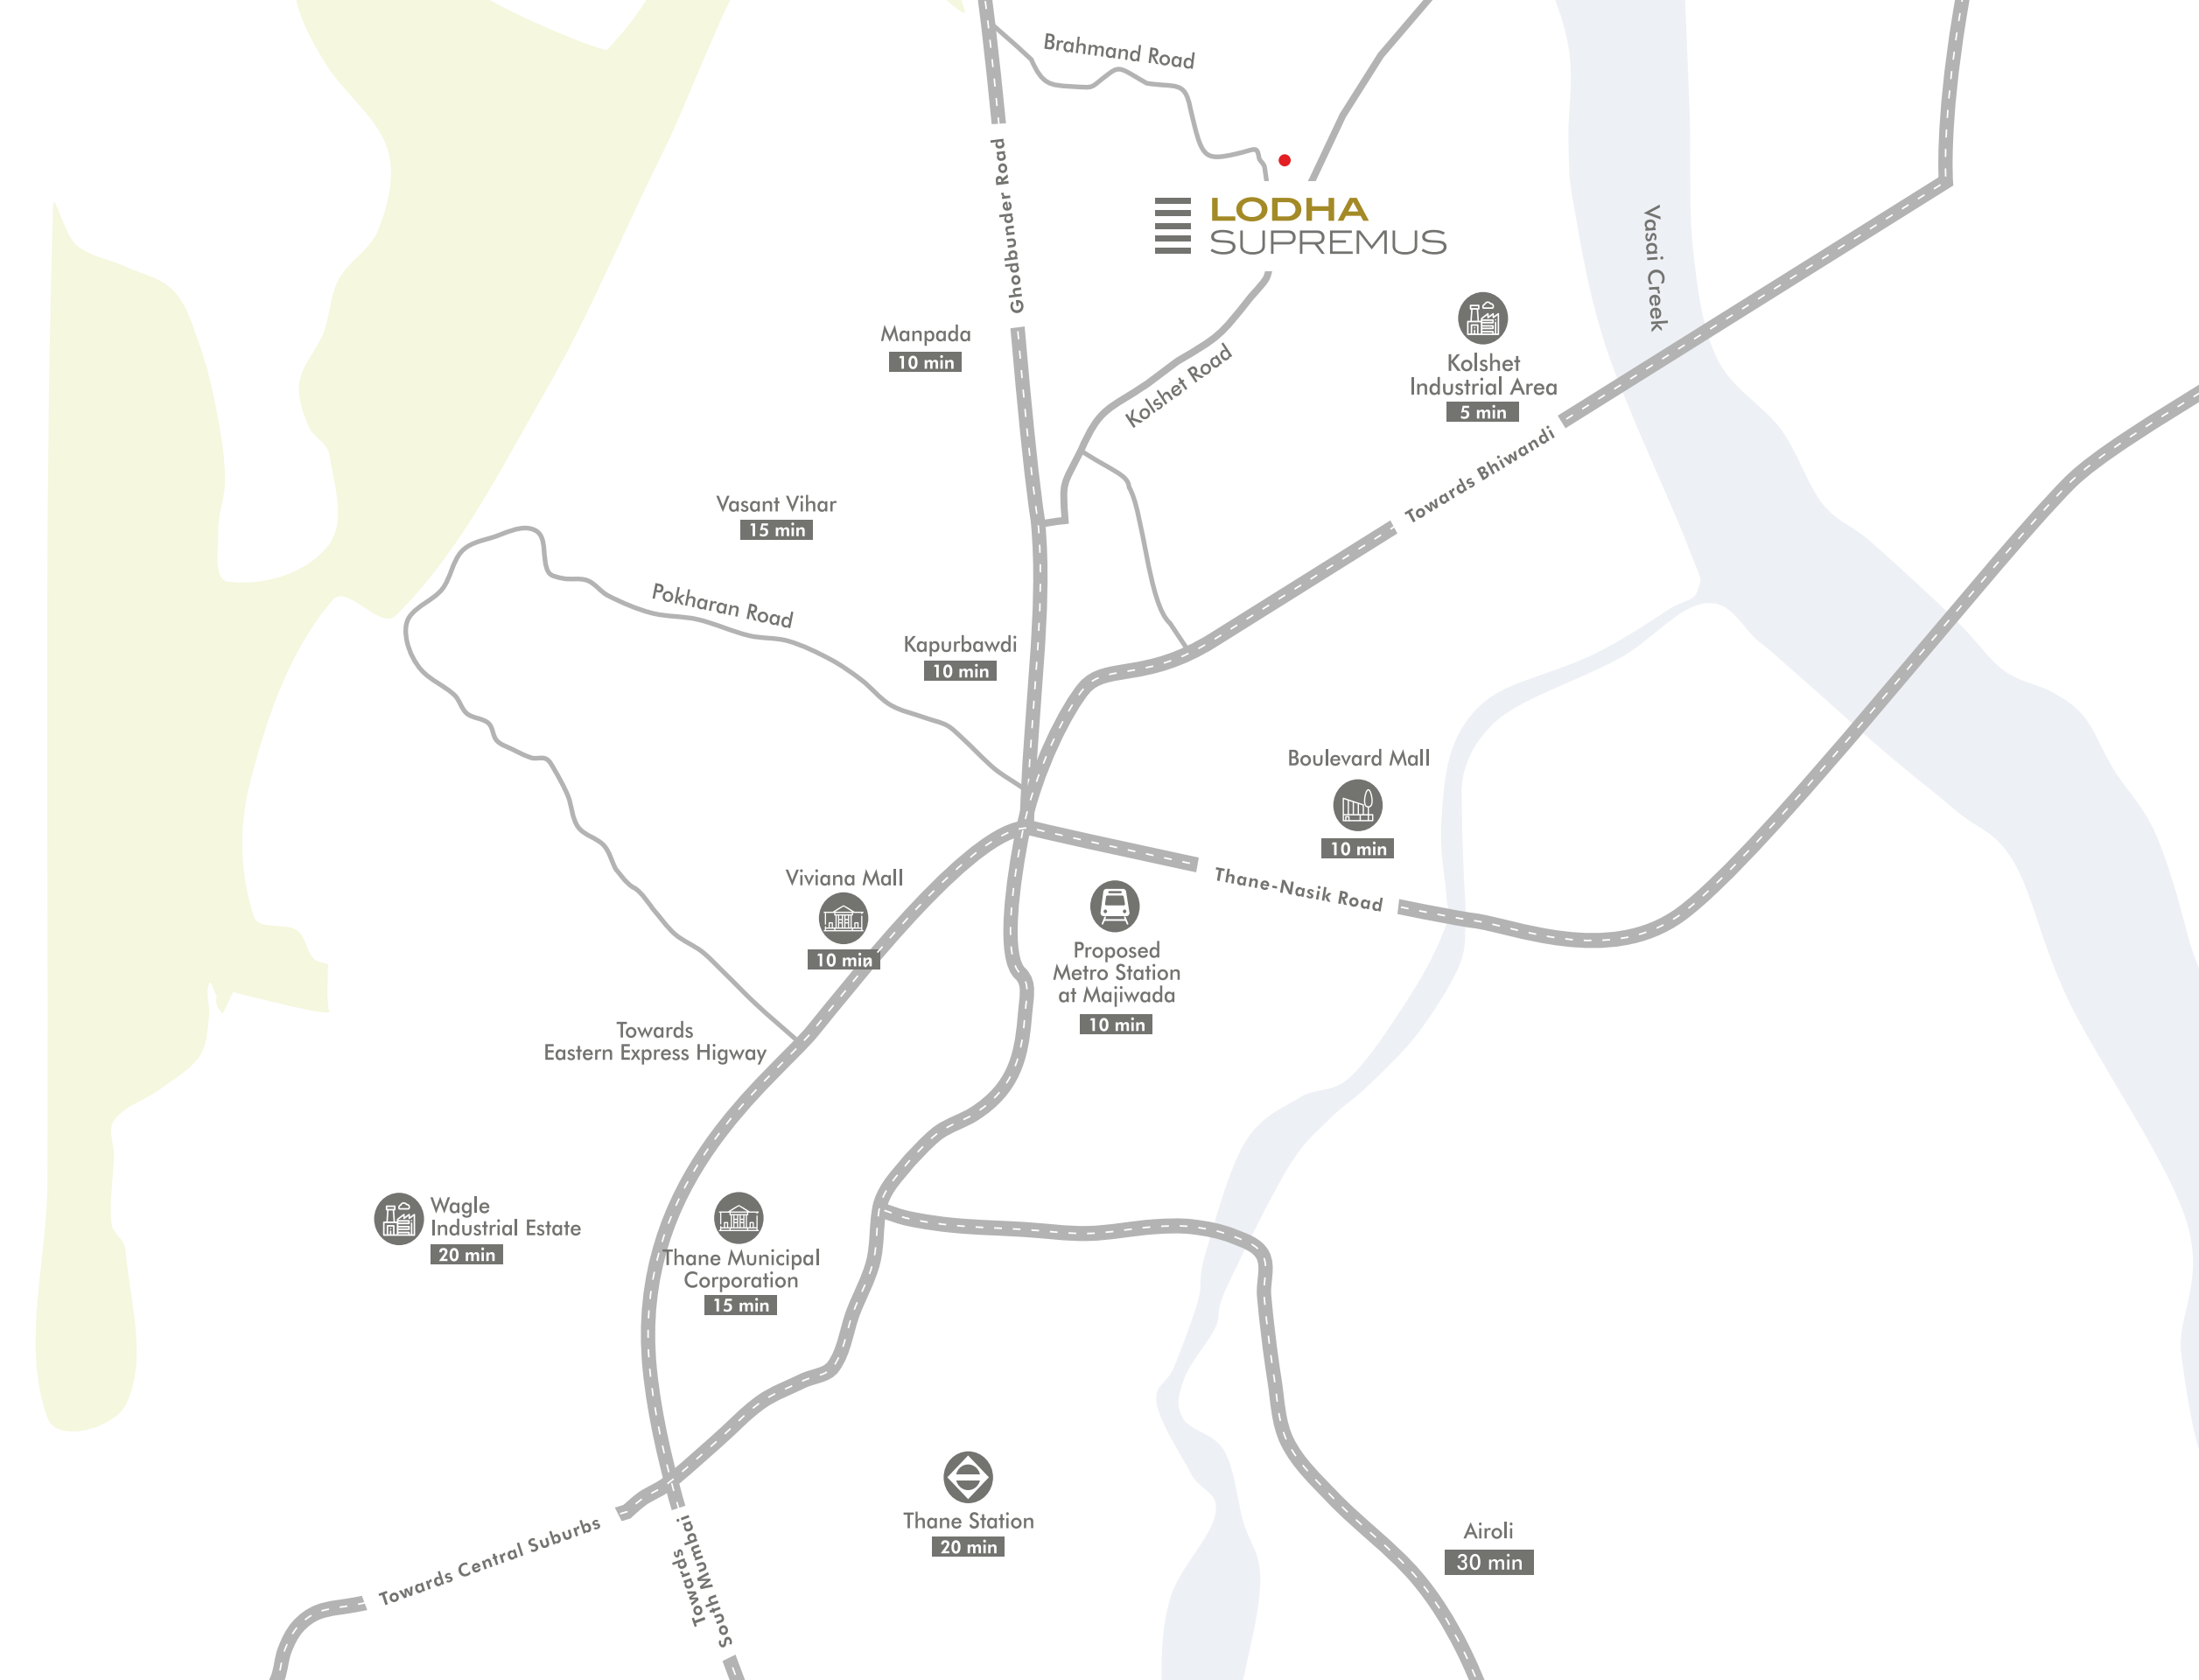 Brahmand Road
Ghodbunder Road
LODHA
SUPREMUS
Vasai Creek
Manpada
10 min
Kolshet Road
Kolshet
Industrial Area
5 min
Towards Bhiwandi
Vasant Vihar
15 min
Pokharan Road
Kapurbawdi
10 min
Boulevard Mall
10 min
Viviana Mall
10 min
Thane-Nasik Road
Proposed
Metro Station
at Majiwada
10 min
Towards
Eastern Express Higway
Wagle
Industrial Estate
20 min
Thane Municipal
Corporation
15 min
Thane Station
20 min
Airoli
30 min
Towards Central Suburbs
Towards
South Mumbai